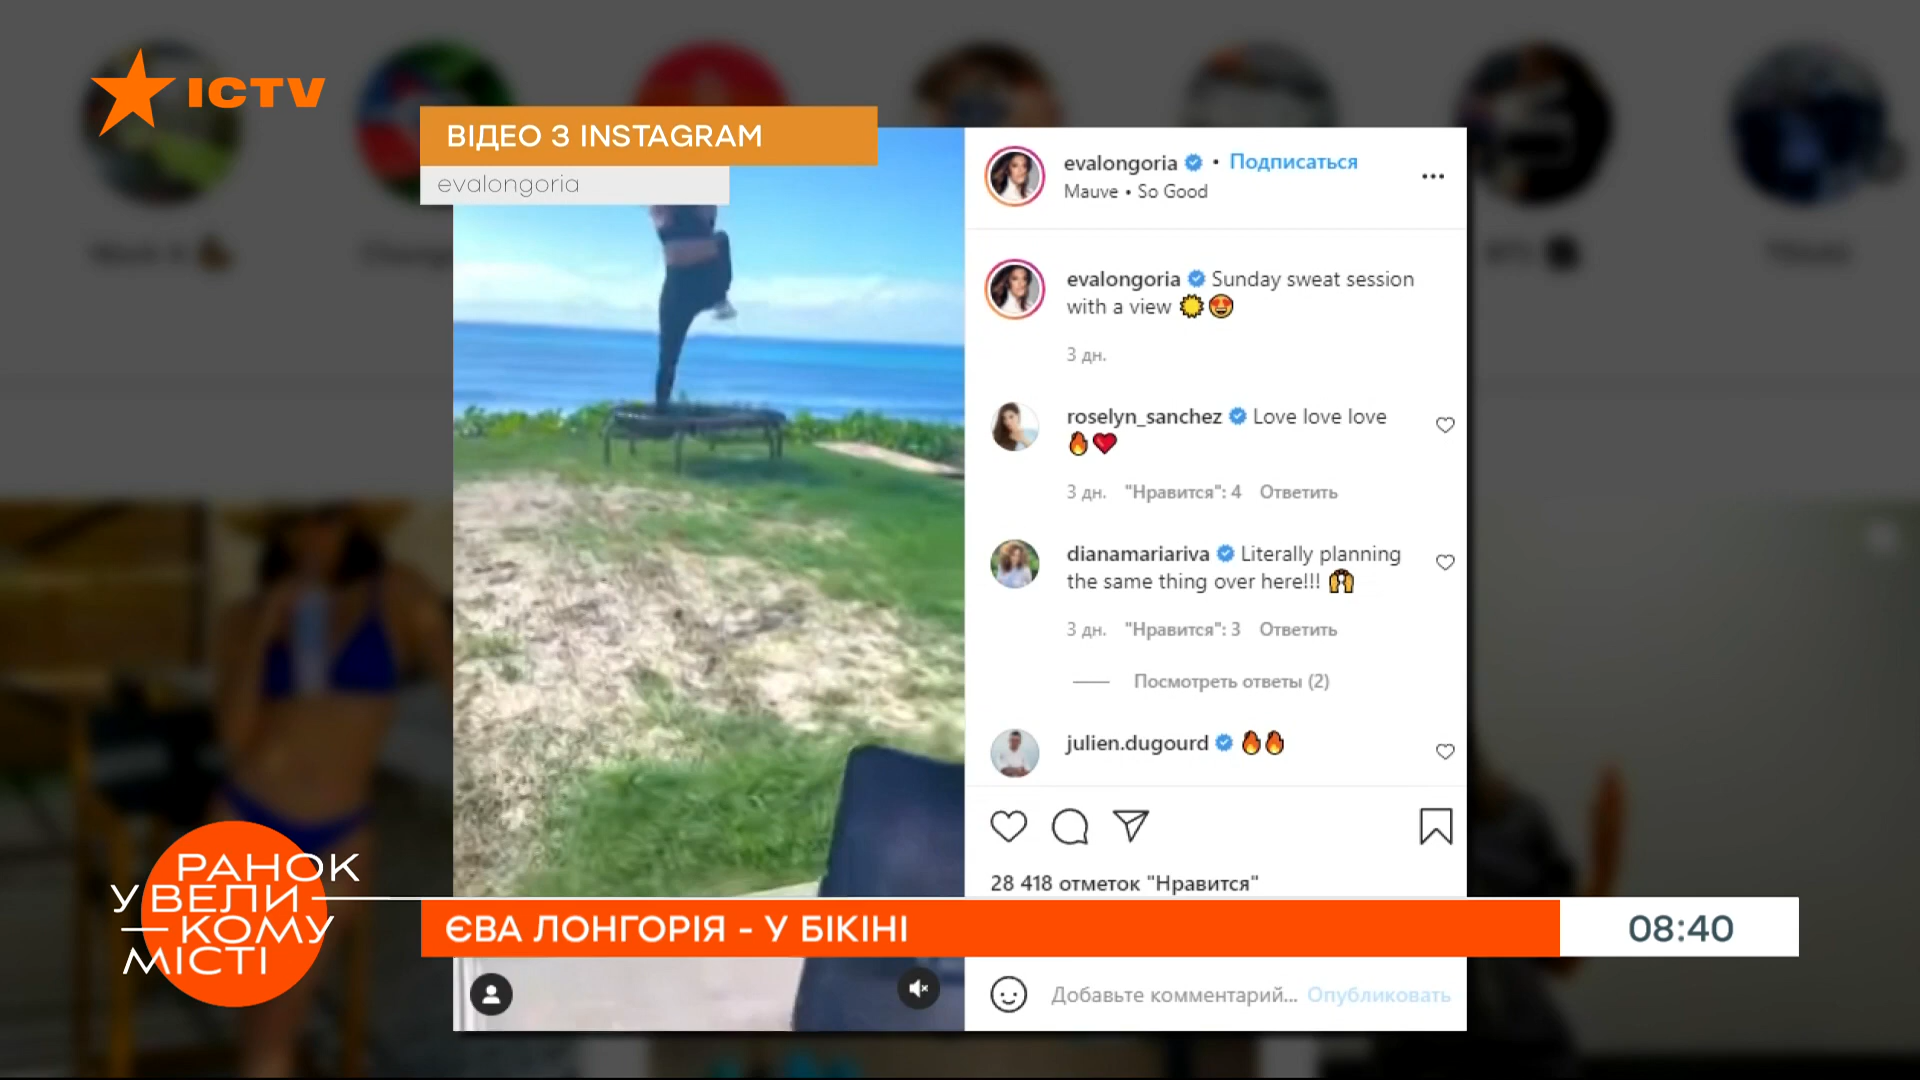 ICTV
ВІДЕО З INSTAGRAM
evalongoria
evalongoria • Подписаться
Mauve • So Good
evalongoria Sunday sweat session
with a view
3 дн.
roselyn_sanchez Love love love
3 дн. "Нравится": 4 Ответить
dianamariariva Literally planning
the same thing over here!!!
3 дн. "Нравится": 3 Ответить
Посмотреть ответы (2)
julien.dugourd
28 418 отметок "Нравится"
РАНОК
У ВЕЛИ
КОМУ
МІСТІ
ЄВА ЛОНГОРІЯ - У БІКІНІ
08:40
Добавьте комментарий... Опубликовать